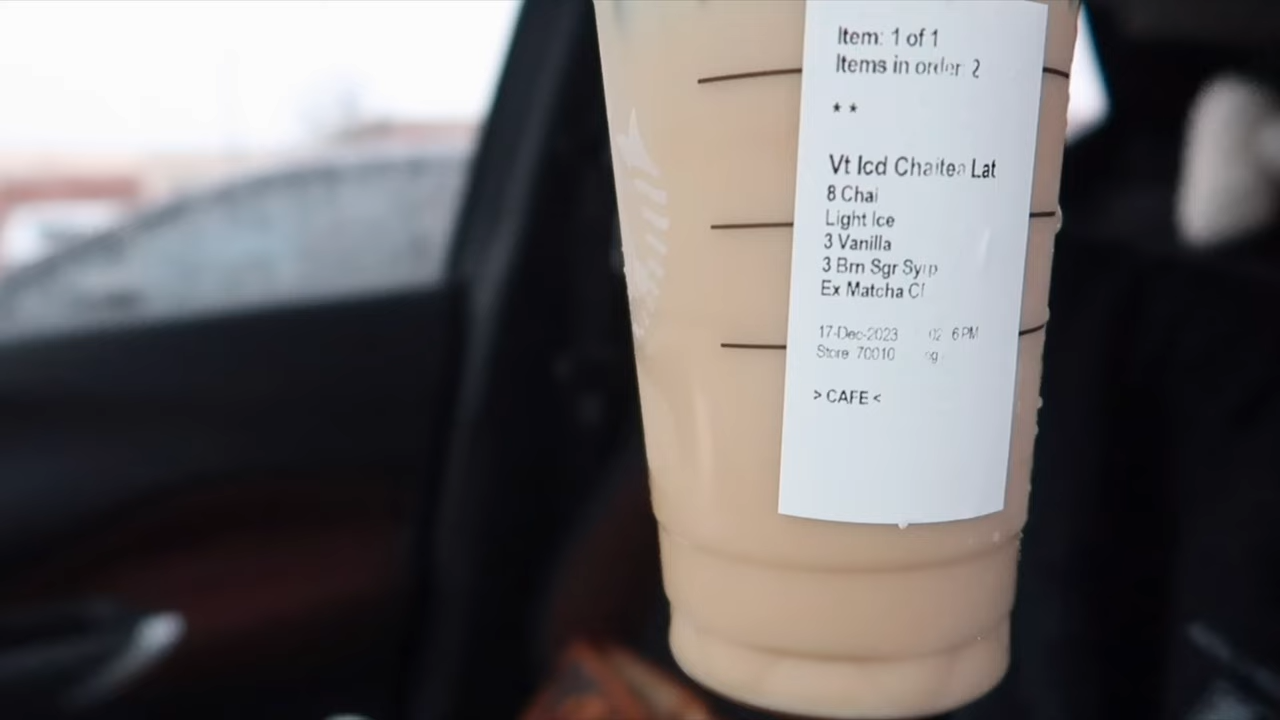 Item: 1 of 1
Items in order: 2
* *
Vt Icd Chaitea Lat
8 Chai
Light Ice
3 Vanilla
3 Brn Sgr Syrp
Ex Matcha
17-Dec-2023 PM
Store 70010
> CAFE <